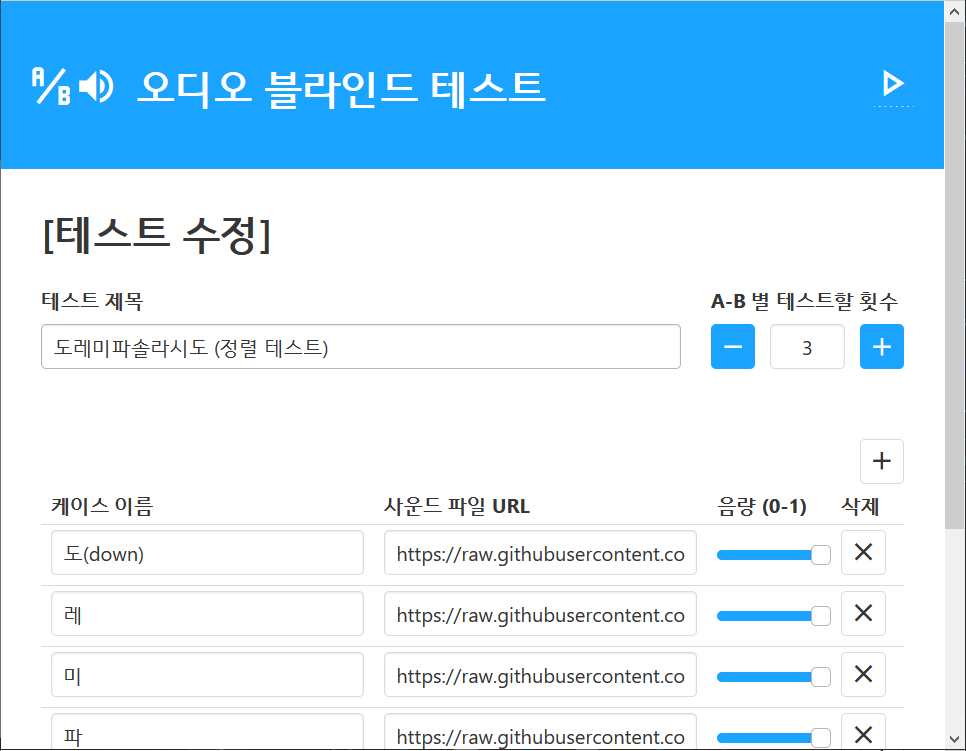 A/B 오디오 블라인드 테스트
[테스트 수정]
테스트 제목
A-B 별 테스트할 횟수
도레미파솔라시도 (정렬 테스트)
3
케이스 이름 사운드 파일 URL 음량 (0-1) 삭제
도(down) https://raw.githubusercontent.co
레 https://raw.githubusercontent.co
미 https://raw.githubusercontent.co
파 https://raw.githubusercontent.co